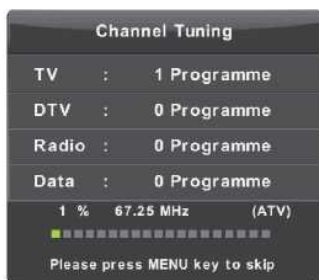 Channel Tuning
TV : 1 Programme
DTV : 0 Programme
Radio : 0 Programme
Data : 0 Programme
1 % 67.25 MHz (ATV)
Please press MENU key to skip